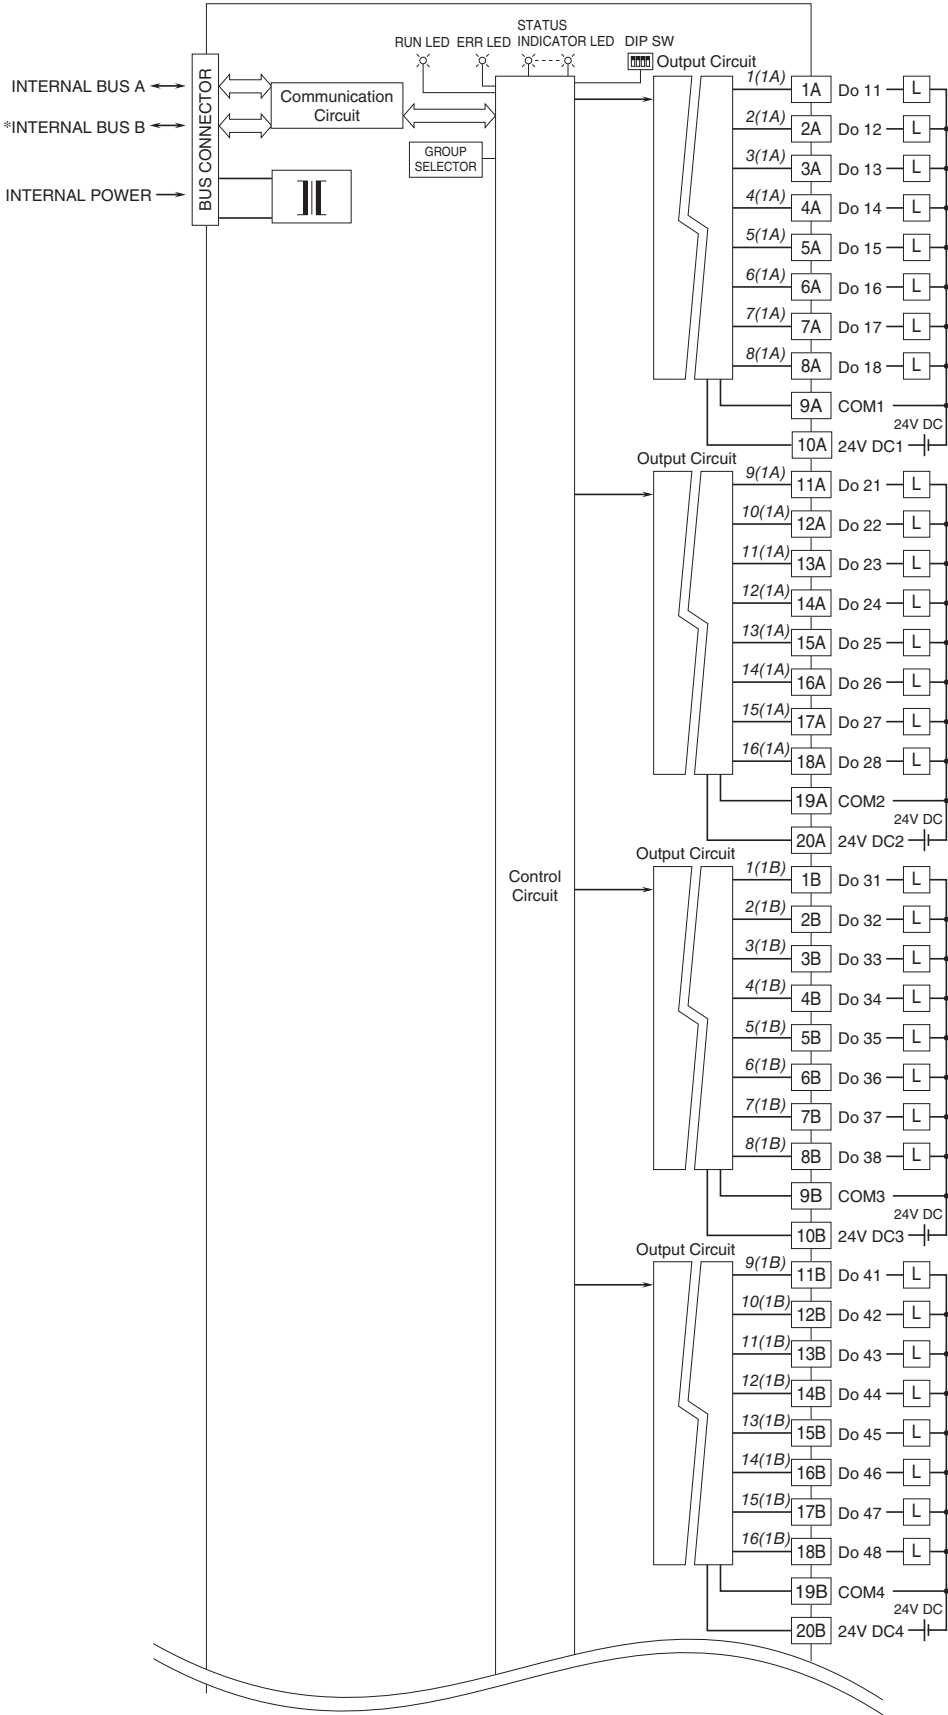 STATUS
RUN LED ERR LED INDICATOR LED DIP SW
INTERNAL BUS A
*INTERNAL BUS B
INTERNAL POWER
BUS CONNECTOR
Communication
Circuit
GROUP
SELECTOR
Control
Circuit
Output Circuit
1(1A) 1A Do 11 L
2(1A) 2A Do 12 L
3(1A) 3A Do 13 L
4(1A) 4A Do 14 L
5(1A) 5A Do 15 L
6(1A) 6A Do 16 L
7(1A) 7A Do 17 L
8(1A) 8A Do 18 L
9A COM1
24V DC
10A 24V DC1
Output Circuit
9(1A) 11A Do 21 L
10(1A) 12A Do 22 L
11(1A) 13A Do 23 L
12(1A) 14A Do 24 L
13(1A) 15A Do 25 L
14(1A) 16A Do 26 L
15(1A) 17A Do 27 L
16(1A) 18A Do 28 L
19A COM2
24V DC
20A 24V DC2
Output Circuit
1(1B) 1B Do 31 L
2(1B) 2B Do 32 L
3(1B) 3B Do 33 L
4(1B) 4B Do 34 L
5(1B) 5B Do 35 L
6(1B) 6B Do 36 L
7(1B) 7B Do 37 L
8(1B) 8B Do 38 L
9B COM3
24V DC
10B 24V DC3
Output Circuit
9(1B) 11B Do 41 L
10(1B) 12B Do 42 L
11(1B) 13B Do 43 L
12(1B) 14B Do 44 L
13(1B) 15B Do 45 L
14(1B) 16B Do 46 L
15(1B) 17B Do 47 L
16(1B) 18B Do 48 L
19B COM4
24V DC
20B 24V DC4